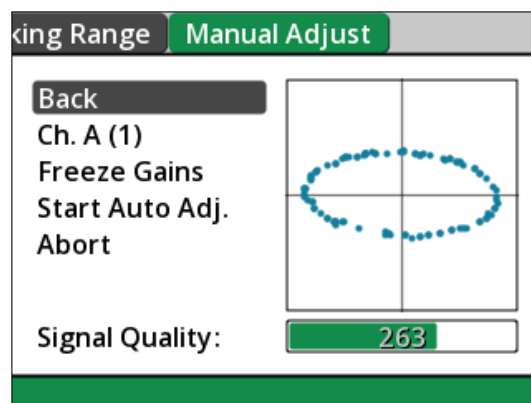 king Range Manual Adjust
Back
Ch. A (1)
Freeze Gains
Start Auto Adj.
Abort
Signal Quality: 263